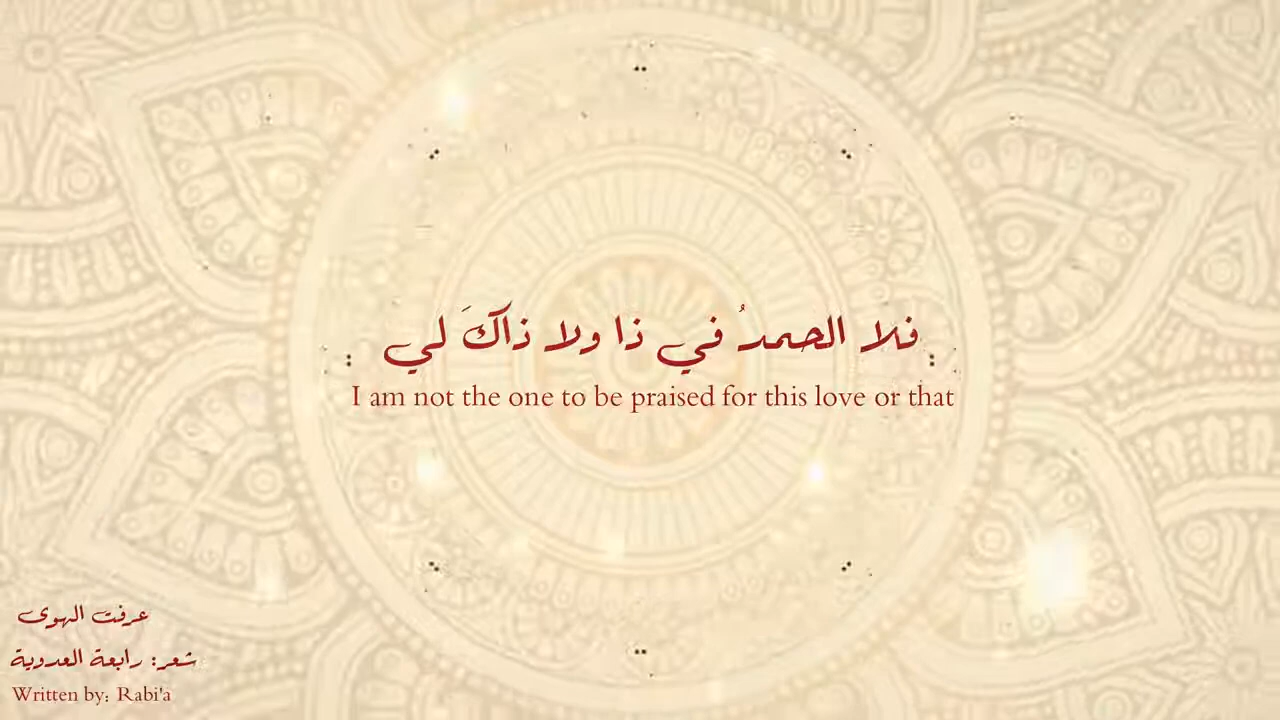 فلا الحمدُ في ذا ولا ذاكَ لي
I am not the one to be praised for this love or that
عرفت الهوى
شعر: رابعة العدوية
Written by: Rabi'a